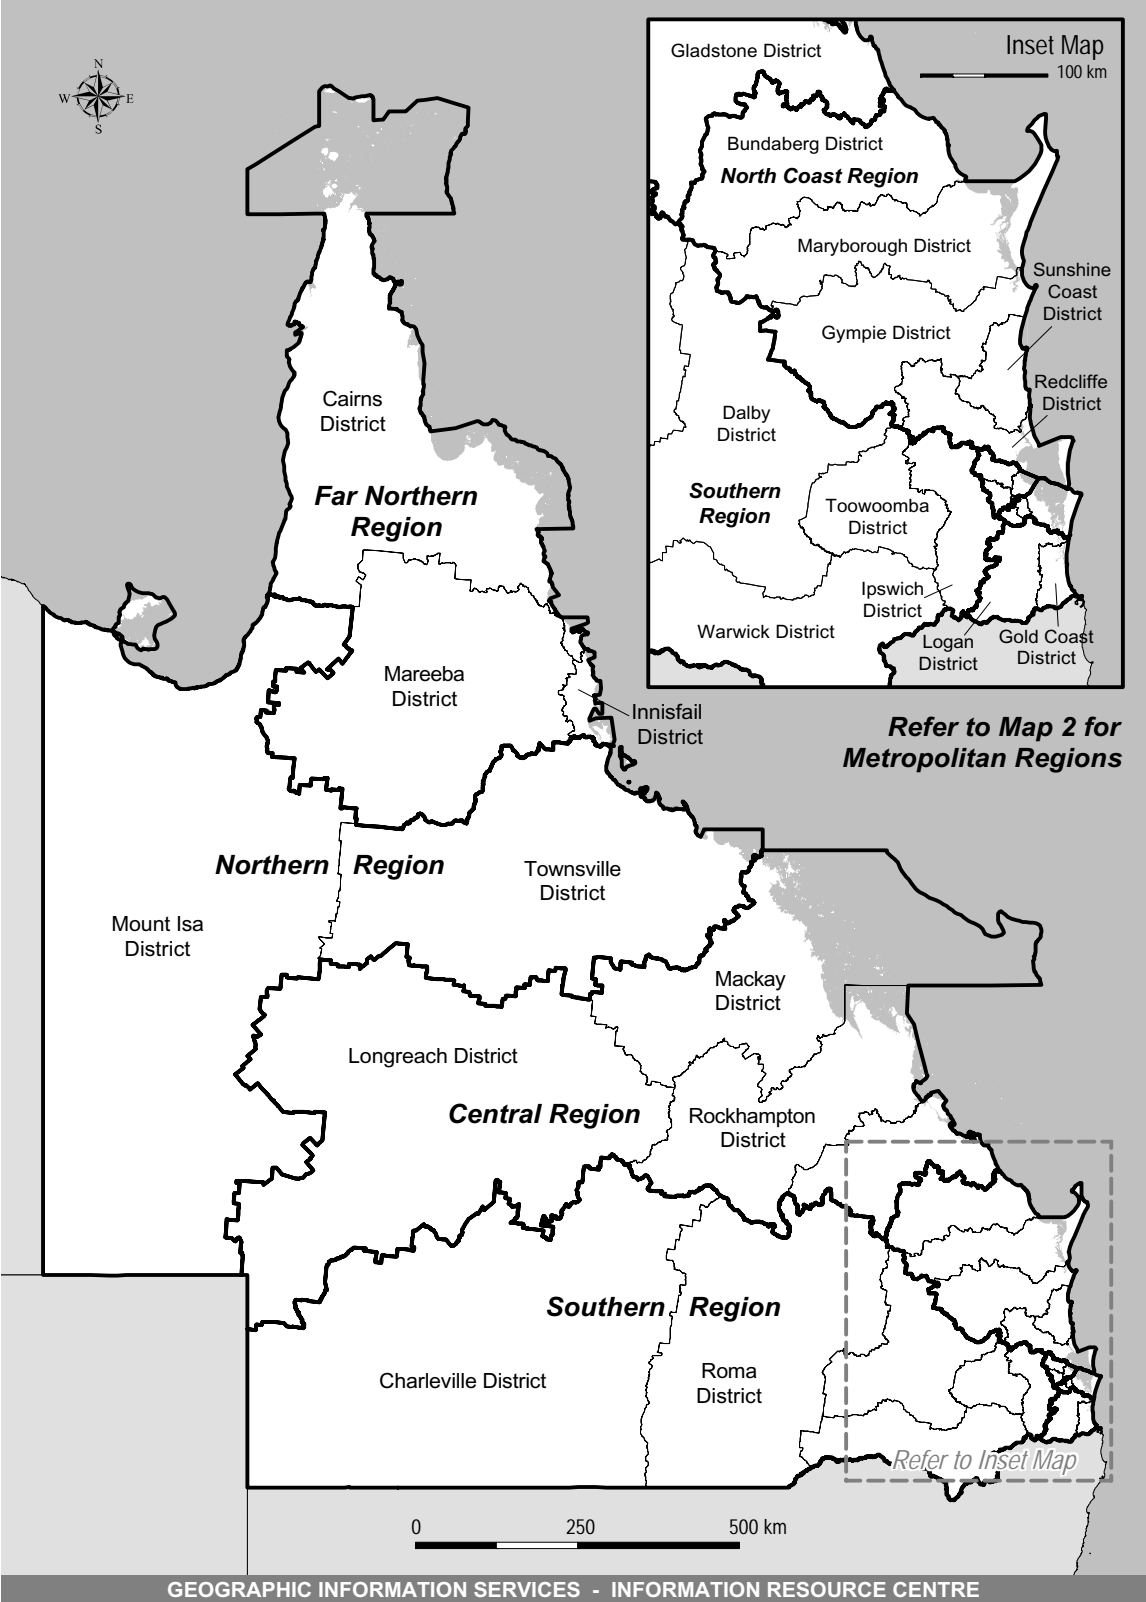 N
W
E
S
Inset Map
100 km
Gladstone District
Bundaberg District
North Coast Region
Maryborough District
Sunshine
Coast
District
Gympie District
Redcliffe
District
Dalby
District
Southern
Region
Toowoomba
District
Ipswich
District
Warwick District
Logan
District
Gold Coast
District
Cairns
District
Far Northern
Region
Mareeba
District
Innisfail
District
Refer to Map 2 for
Metropolitan Regions
Northern Region
Townsville
District
Mount Isa
District
Mackay
District
Longreach District
Central Region
Rockhampton
District
Southern Region
Charleville District
Roma
District
Refer to Inset Map
0 250 500 km
GEOGRAPHIC INFORMATION SERVICES - INFORMATION RESOURCE CENTRE